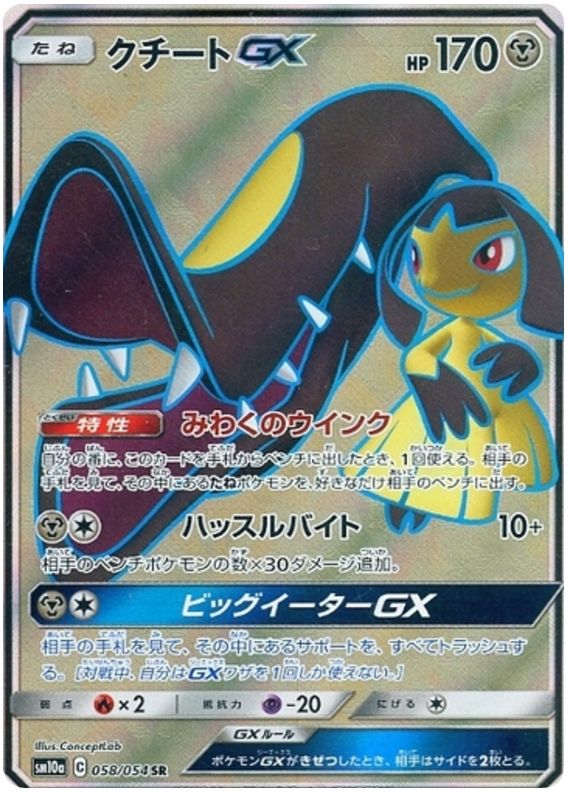 たね クチートGX HP 170
とくせい
特性 みわくのウインク
自分の番に、このカードを手札からベンチに出したとき、1回使える。相手の
手札を見て、その中にあるたねポケモンを、好きなだけ相手のベンチに出す。
ハッスルバイト 10+
相手のベンチポケモンの数×30ダメージ追加。
ビッグイーターGX
相手の手札を見て、その中にあるサポートを、すべてトラッシュす
る。[対戦中、自分はGXワザを1回しか使えない。]
弱点 ×2 抵抗力 -20 にげる
Illus.ConceptLab
GXルール
sm10a C 058/054 SR
ポケモンGXがきぜつしたとき、相手はサイドを2枚とる。